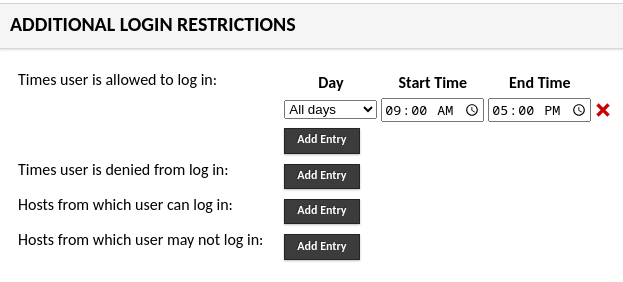 ADDITIONAL LOGIN RESTRICTIONS
Times user is allowed to log in:
Day Start Time End Time
All days 09:00 AM 05:00 PM
Add Entry
Times user is denied from log in: Add Entry
Hosts from which user can log in: Add Entry
Hosts from which user may not log in: Add Entry